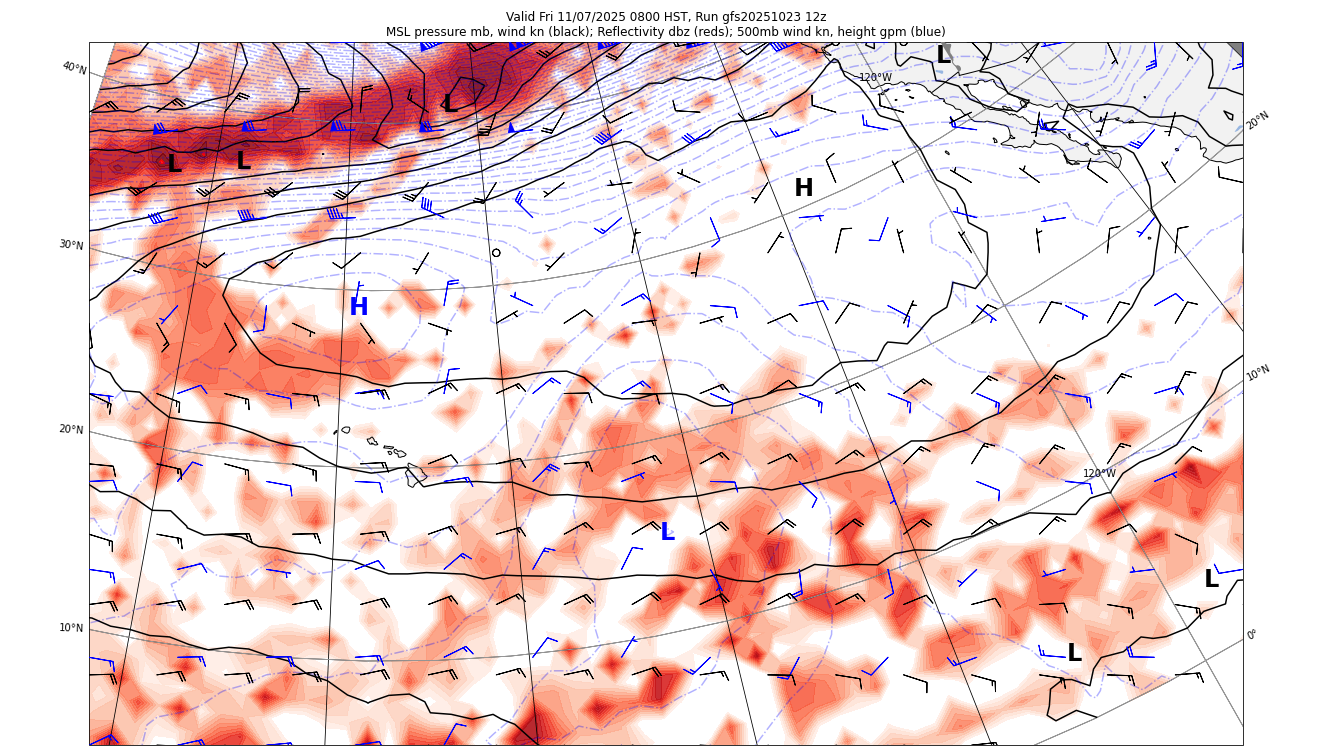 Valid Fri 11/07/2025 0800 HST, Run gfs20251023 12z
MSL pressure mb, wind kn (black); Reflectivity dbz (reds); 500mb wind kn, height gpm (blue)
40°N
L
120°W
20°N
L
L
L
H
30°N
H
10°N
20°N
120°W
L
L
10°N
0°
L